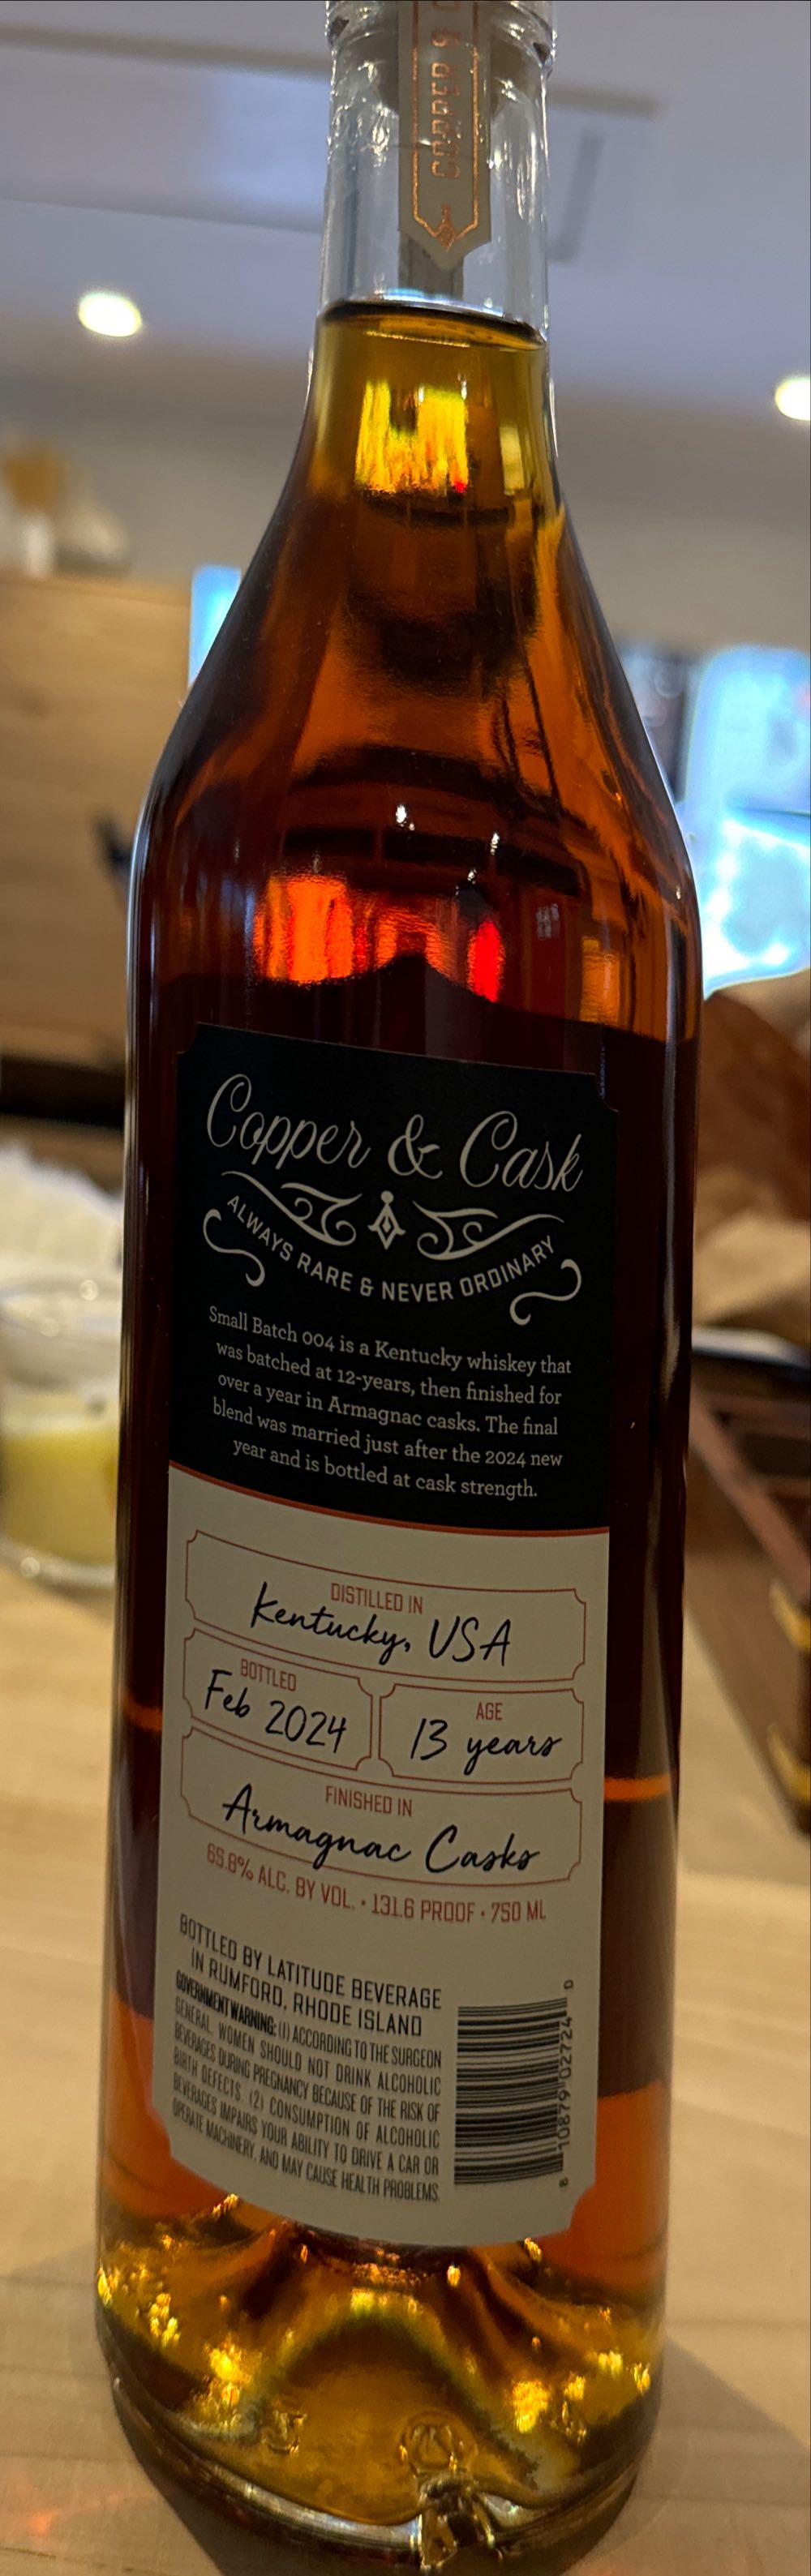 COPPER &
Copper & Cask
ALWAYS RARE & NEVER ORDINARY
Small Batch 004 is a Kentucky whiskey that
was batched at 12-years, then finished for
over a year in Armagnac casks. The final
blend was married just after the 2024 new
year and is bottled at cask strength.
DISTILLED IN
Kentucky, USA
BOTTLED
Feb 2024
AGE
13 years
FINISHED IN
Armagnac Casks
65.8% ALC. BY VOL. • 131.6 PROOF • 750 ML
BOTTLED BY LATITUDE BEVERAGE
IN RUMFORD, RHODE ISLAND
GOVERNMENT WARNING: (1) ACCORDING TO THE SURGEON
GENERAL, WOMEN SHOULD NOT DRINK ALCOHOLIC
BEVERAGES DURING PREGNANCY BECAUSE OF THE RISK OF
BIRTH DEFECTS. (2) CONSUMPTION OF ALCOHOLIC
BEVERAGES IMPAIRS YOUR ABILITY TO DRIVE A CAR OR
OPERATE MACHINERY, AND MAY CAUSE HEALTH PROBLEMS.
8 10879 02724 0